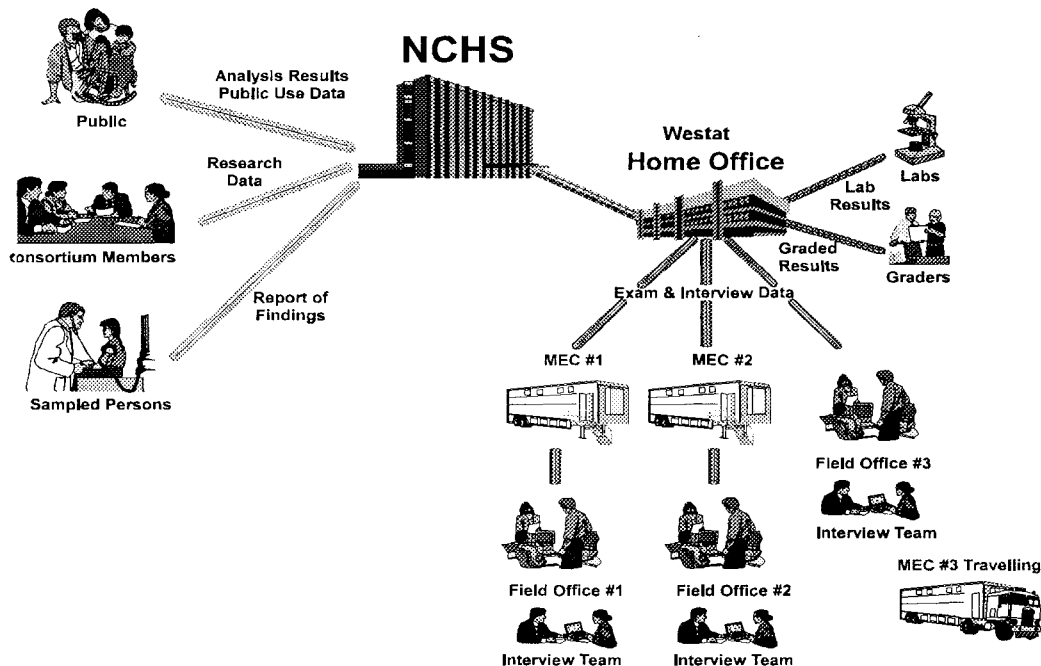 NCHS
Analysis Results
Public Use Data
Public
Research
Data
onsortium Members
Report of
Findings
Sampled Persons
Westat
Home Office
Labs
Lab
Results
Graded
Results
Graders
Exam & Interview Data
MEC #1
MEC #2
Field Office #3
Interview Team
MEC #3 Travelling
Field Office #1
Interview Team
Field Office #2
Interview Team